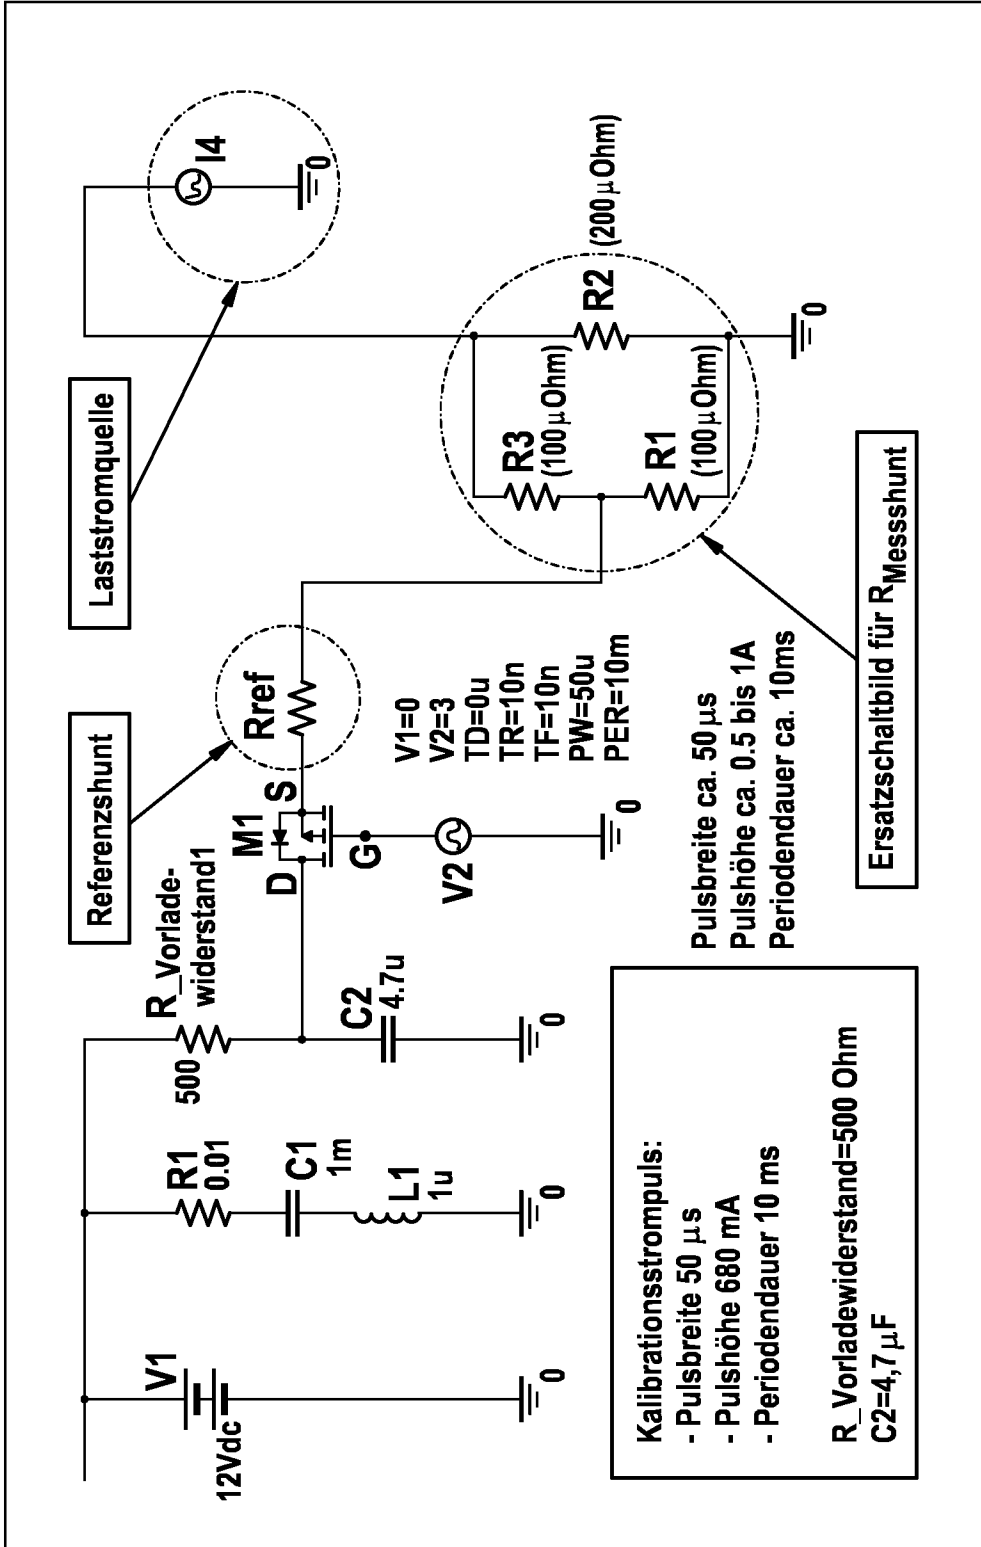 Laststromquelle
I4
0
Referenzshunt
Rref
R_Vorlade-
widerstand1
500
M1
D
S
G
V2
0
V1=0
V2=3
TD=0u
TR=10n
TF=10n
PW=50u
PER=10m
R3
(100µOhm)
R1
(100µOhm)
R2
(200µOhm)
0
V1
12Vdc
0
R1
0.01
C1
1m
L1
1u
0
C2
4.7u
0
Pulsbreite ca. 50µs
Pulshöhe ca. 0.5 bis 1A
Periodendauer ca. 10ms
Ersatzschaltbild für RMessshunt
Kalibrationsstrompuls:
- Pulsbreite 50 µs
- Pulshöhe 680 mA
- Periodendauer 10 ms
R_Vorladewiderstand=500 Ohm
C2=4,7µF